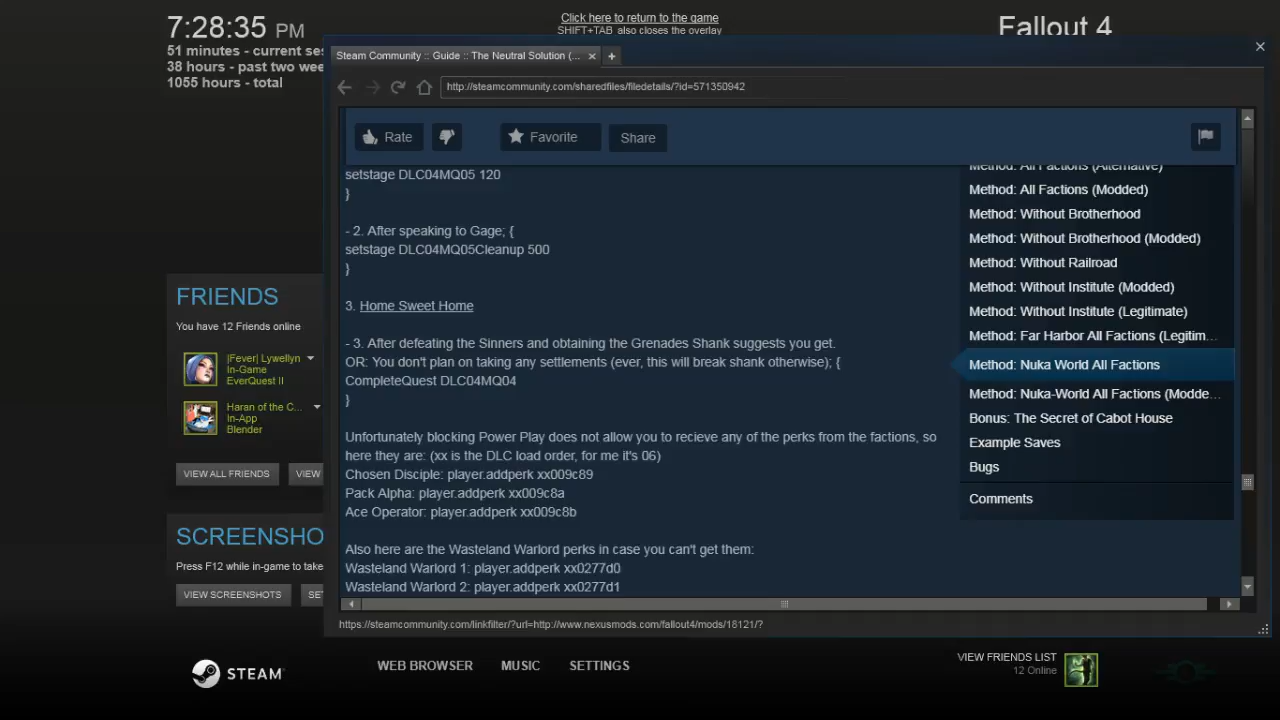 7:28:35 PM
51 minutes - current ses
38 hours - past two wee
1055 hours - total
Click here to return to the game
SHIFT+TAB also closes the overlay
Fallout 4
Steam Community :: Guide :: The Neutral Solution (...
http://steamcommunity.com/sharedfiles/filedetails/?id=571350942
Rate
Favorite
Share
setstage DLC04MQ05 120
}
- 2. After speaking to Gage; {
setstage DLC04MQ05Cleanup 500
}
3. Home Sweet Home
- 3. After defeating the Sinners and obtaining the Grenades Shank suggests you get.
OR: You don't plan on taking any settlements (ever, this will break shank otherwise); {
CompleteQuest DLC04MQ04
}
Unfortunately blocking Power Play does not allow you to recieve any of the perks from the factions, so
here they are: (xx is the DLC load order, for me it's 06)
Chosen Disciple: player.addperk xx009c89
Pack Alpha: player.addperk xx009c8a
Ace Operator: player.addperk xx009c8b
Also here are the Wasteland Warlord perks in case you can't get them:
Wasteland Warlord 1: player.addperk xx0277d0
Wasteland Warlord 2: player.addperk xx0277d1
Method: All Factions (Alternative)
Method: All Factions (Modded)
Method: Without Brotherhood
Method: Without Brotherhood (Modded)
Method: Without Railroad
Method: Without Institute (Modded)
Method: Without Institute (Legitimate)
Method: Far Harbor All Factions (Legitim...
Method: Nuka World All Factions
Method: Nuka-World All Factions (Modde...
Bonus: The Secret of Cabot House
Example Saves
Bugs
Comments
https://steamcommunity.com/linkfilter/?url=http://www.nexusmods.com/fallout4/mods/18121/?
FRIENDS
You have 12 Friends online
|Fever| Lywellyn
In-Game
EverQuest II
Haran of the C...
In-App
Blender
VIEW ALL FRIENDS
VIEW
SCREENSHO
Press F12 while in-game to take
VIEW SCREENSHOTS
SE
STEAM
WEB BROWSER
MUSIC
SETTINGS
VIEW FRIENDS LIST
12 Online